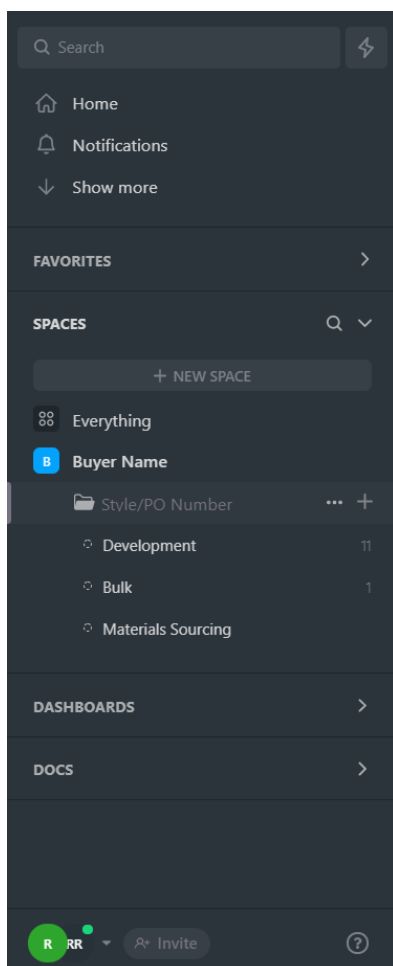 Search
Home
Notifications
Show more
FAVORITES
SPACES
+ NEW SPACE
Everything
B Buyer Name
Style/PO Number ... +
Development 11
Bulk 1
Materials Sourcing
DASHBOARDS
DOCS
R RR Invite ?